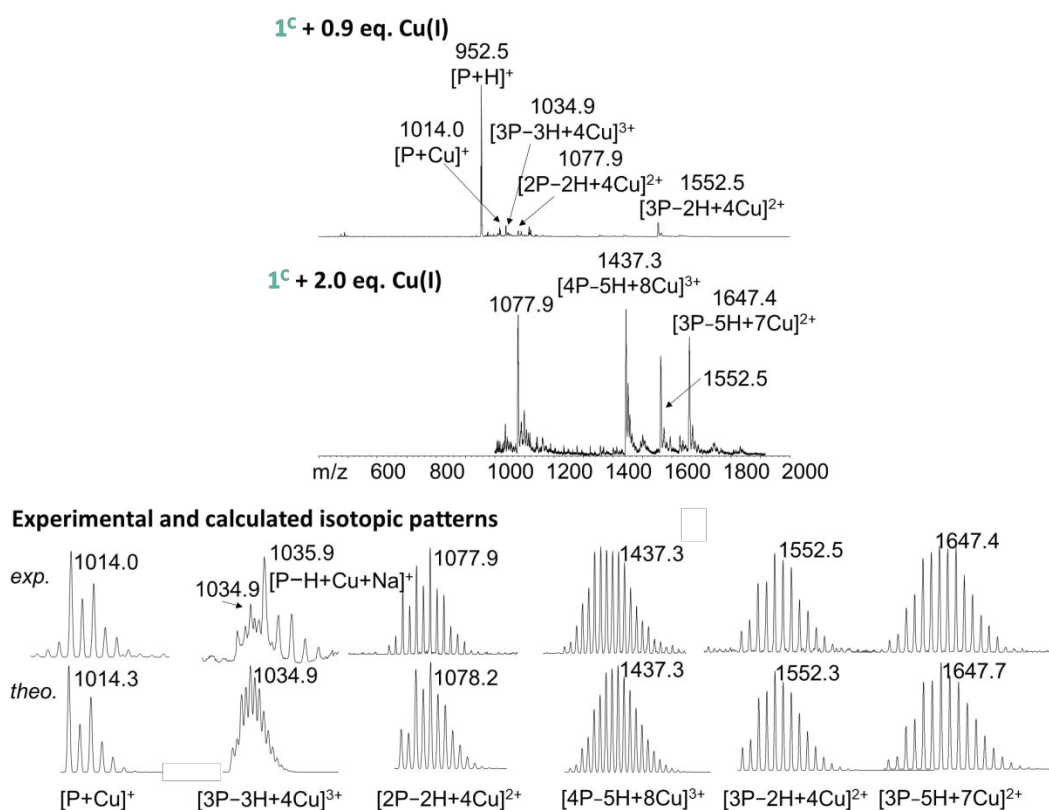 1ᶜ + 0.9 eq. Cu(I)
952.5
[P+H]⁺
1034.9
[3P−3H+4Cu]³⁺
1014.0
[P+Cu]⁺
1077.9
[2P−2H+4Cu]²⁺
1552.5
[3P−2H+4Cu]²⁺
1ᶜ + 2.0 eq. Cu(I)
1077.9
1437.3
[4P−5H+8Cu]³⁺
1647.4
[3P−5H+7Cu]²⁺
1552.5
m/z 400 600 800 1000 1200 1400 1600 1800 2000
Experimental and calculated isotopic patterns
exp.
1014.0
1034.9
1035.9
[P−H+Cu+Na]⁺
1077.9
1437.3
1552.5
1647.4
theo.
1014.3
1034.9
1078.2
1437.3
1552.3
1647.7
[P+Cu]⁺ [3P−3H+4Cu]³⁺ [2P−2H+4Cu]²⁺ [4P−5H+8Cu]³⁺ [3P−2H+4Cu]²⁺ [3P−5H+7Cu]²⁺